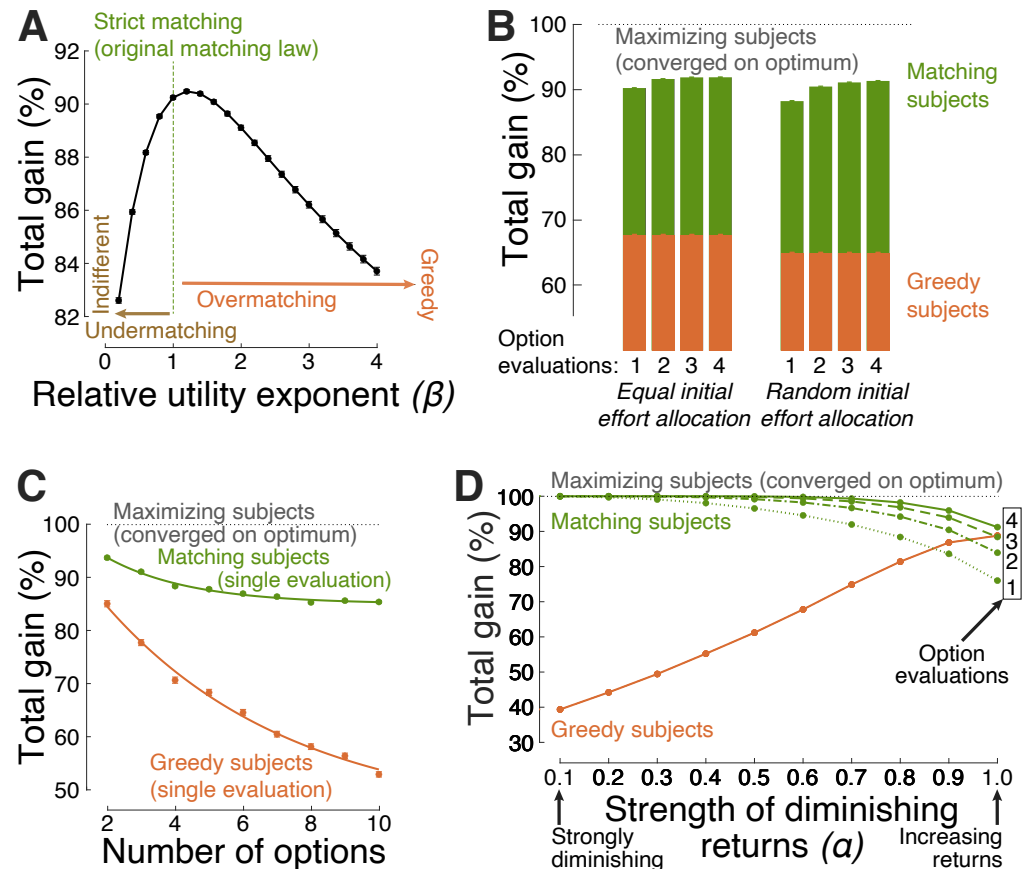 A
Strict matching
(original matching law)
Total gain (%)
92
90
88
86
84
82
Indifferent
Undermatching
Overmatching
Greedy
0 1 2 3 4
Relative utility exponent (β)
B
Total gain (%)
100
90
80
70
60
Maximizing subjects
(converged on optimum)
Matching
subjects
Greedy
subjects
Option
evaluations: 1 2 3 4 1 2 3 4
Equal initial
effort allocation
Random initial
effort allocation
C
Total gain (%)
100
90
80
70
60
50
Maximizing subjects
(converged on optimum)
Matching subjects
(single evaluation)
Greedy subjects
(single evaluation)
2 4 6 8 10
Number of options
D
Maximizing subjects (converged on optimum)
Total gain (%)
100
90
80
70
60
50
40
30
Matching subjects
4
3
2
1
Option
evaluations
Greedy subjects
0.1 0.2 0.3 0.4 0.5 0.6 0.7 0.8 0.9 1.0
Strength of diminishing
returns (α)
Strongly
diminishing
Increasing
returns